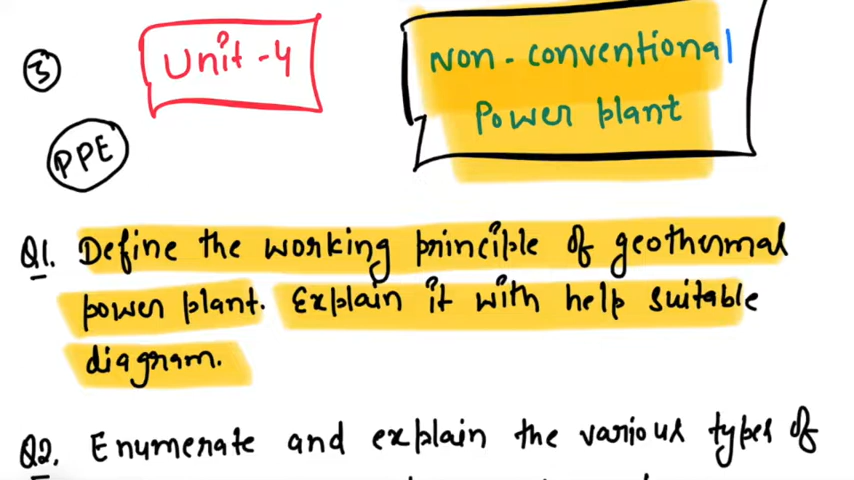 3
Unit-4
Non-conventional
Power plant
PPE
Q1. Define the working principle of geothermal
power plant. Explain it with help suitable
diagram.
Q2. Enumerate and explain the various types of